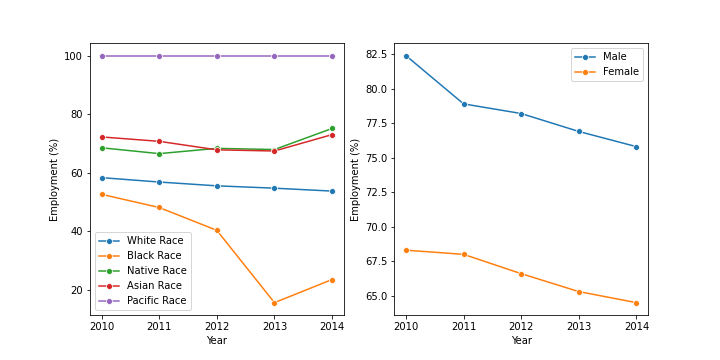 100
80
60
40
20
Employment (%)
White Race
Black Race
Native Race
Asian Race
Pacific Race
2010 2011 2012 2013 2014
Year
82.5
80.0
77.5
75.0
72.5
70.0
67.5
65.0
Employment (%)
Male
Female
2010 2011 2012 2013 2014
Year